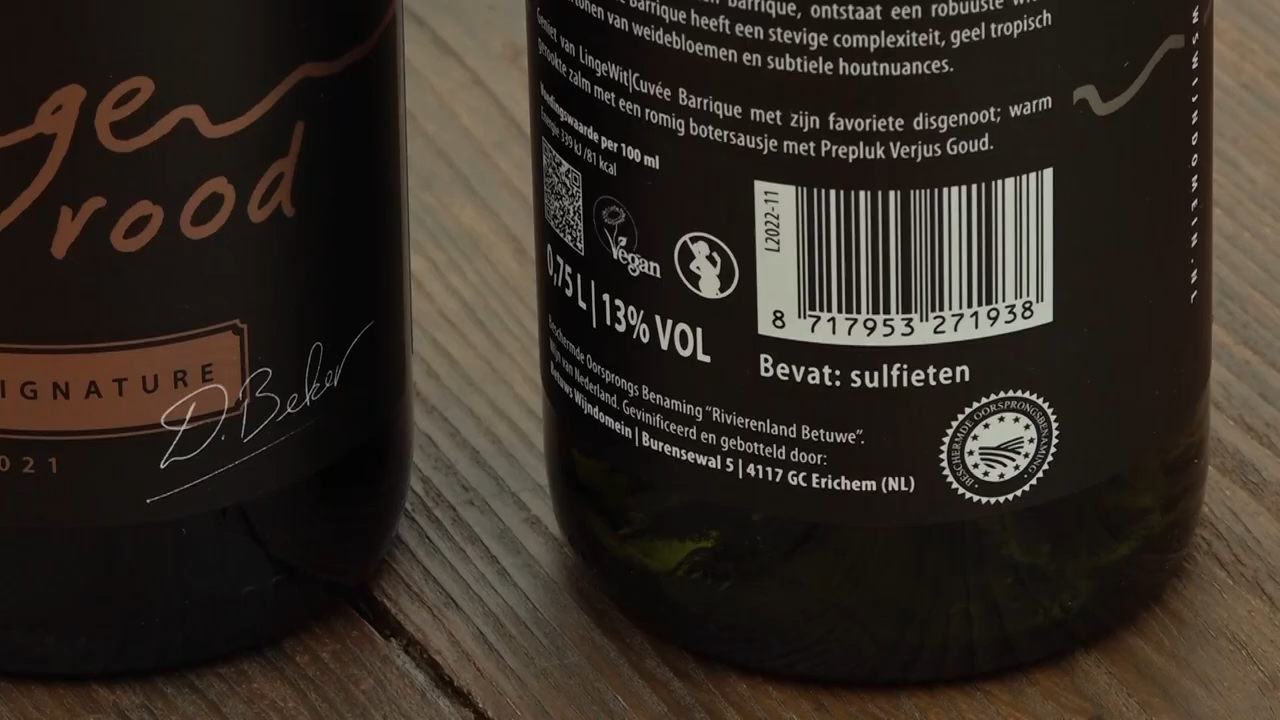 rood
SIGNATURE
D. Beker
2021
barrique, ontstaat een robuuste
Barrique heeft een stevige complexiteit, geel tropisch
van weidebloemen en subtiele houtnuances.
Geniet van LingeWit|Cuvée Barrique met zijn favoriete disgenoot; warm
gerookte zalm met een romig botersausje met Prepluk Verjus Goud.
Voedingswaarde per 100 ml
Energie 339 kJ /81 kcal
Vegan
0,75 L | 13% VOL
L2022-11
8 717953 271938
Bevat: sulfieten
Beschermde Oorsprongs Benaming “Rivierenland Betuwe”.
Wijn van Nederland. Gevinificeerd en gebotteld door:
Betuws Wijndomein | Burensewal 5 | 4117 GC Erichem (NL)
BESCHERMDE OORSPRONGSBENAMING
WSWIJNDOMEIN.NL